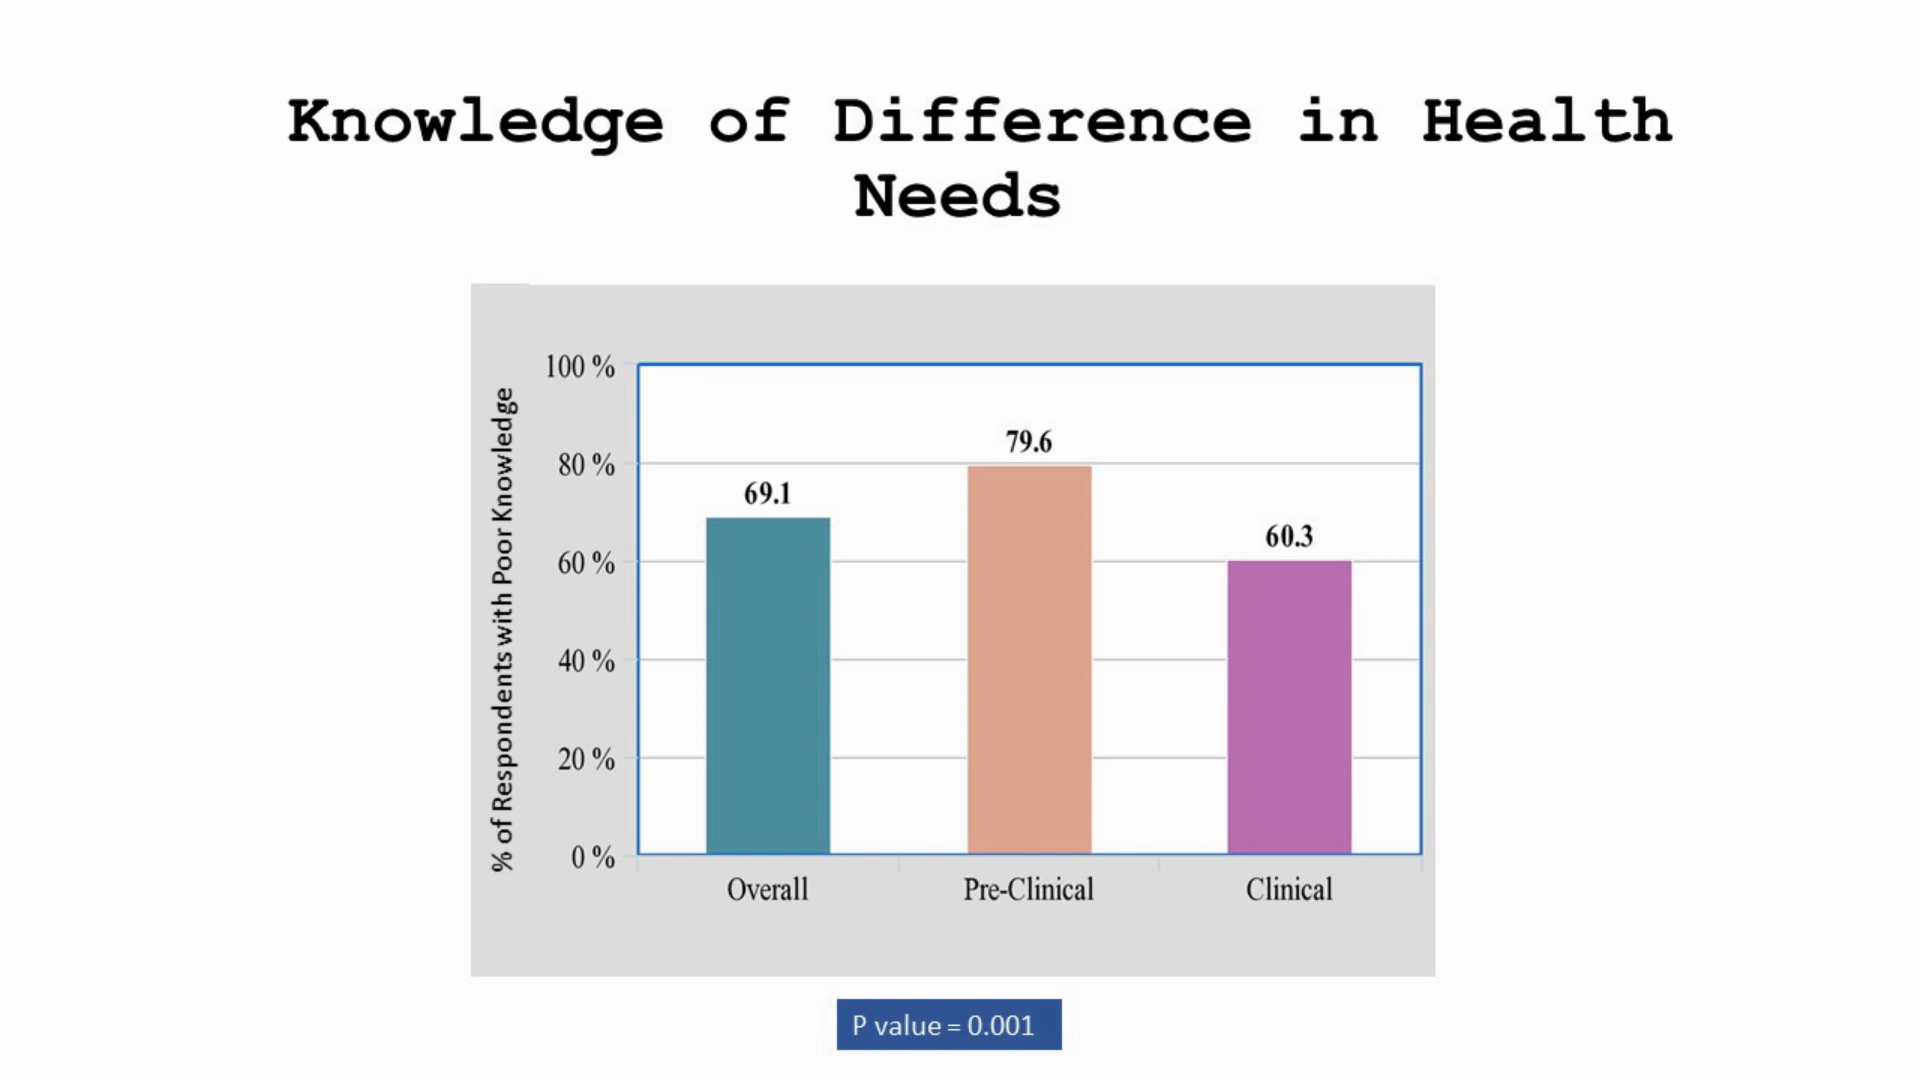 Knowledge of Difference in Health
Needs
% of Respondents with Poor Knowledge
100 %
80 %
60 %
40 %
20 %
0 %
69.1
79.6
60.3
Overall
Pre-Clinical
Clinical
P value = 0.001